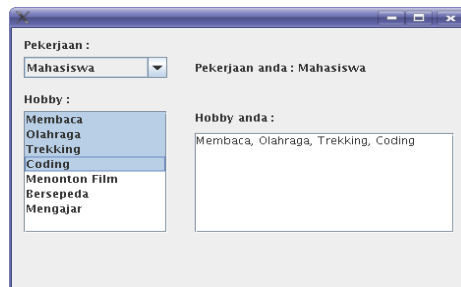 Pekerjaan :
Mahasiswa
Pekerjaan anda : Mahasiswa
Hobby :
Membaca
Olahraga
Trekking
Coding
Menonton Film
Bersepeda
Mengajar
Hobby anda :
Membaca, Olahraga, Trekking, Coding